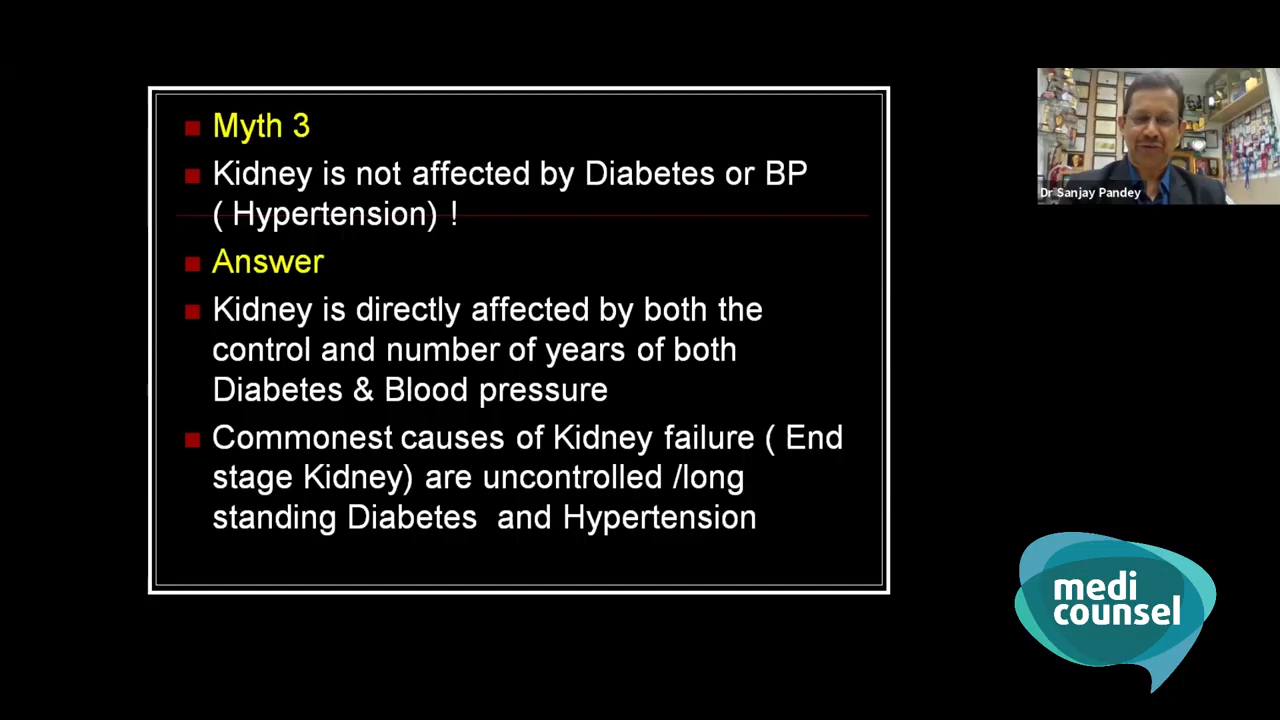 Myth 3
Kidney is not affected by Diabetes or BP
( Hypertension) !
Answer
Kidney is directly affected by both the
control and number of years of both
Diabetes & Blood pressure
Commonest causes of Kidney failure ( End
stage Kidney) are uncontrolled /long
standing Diabetes and Hypertension
Dr Sanjay Pandey
medi
counsel